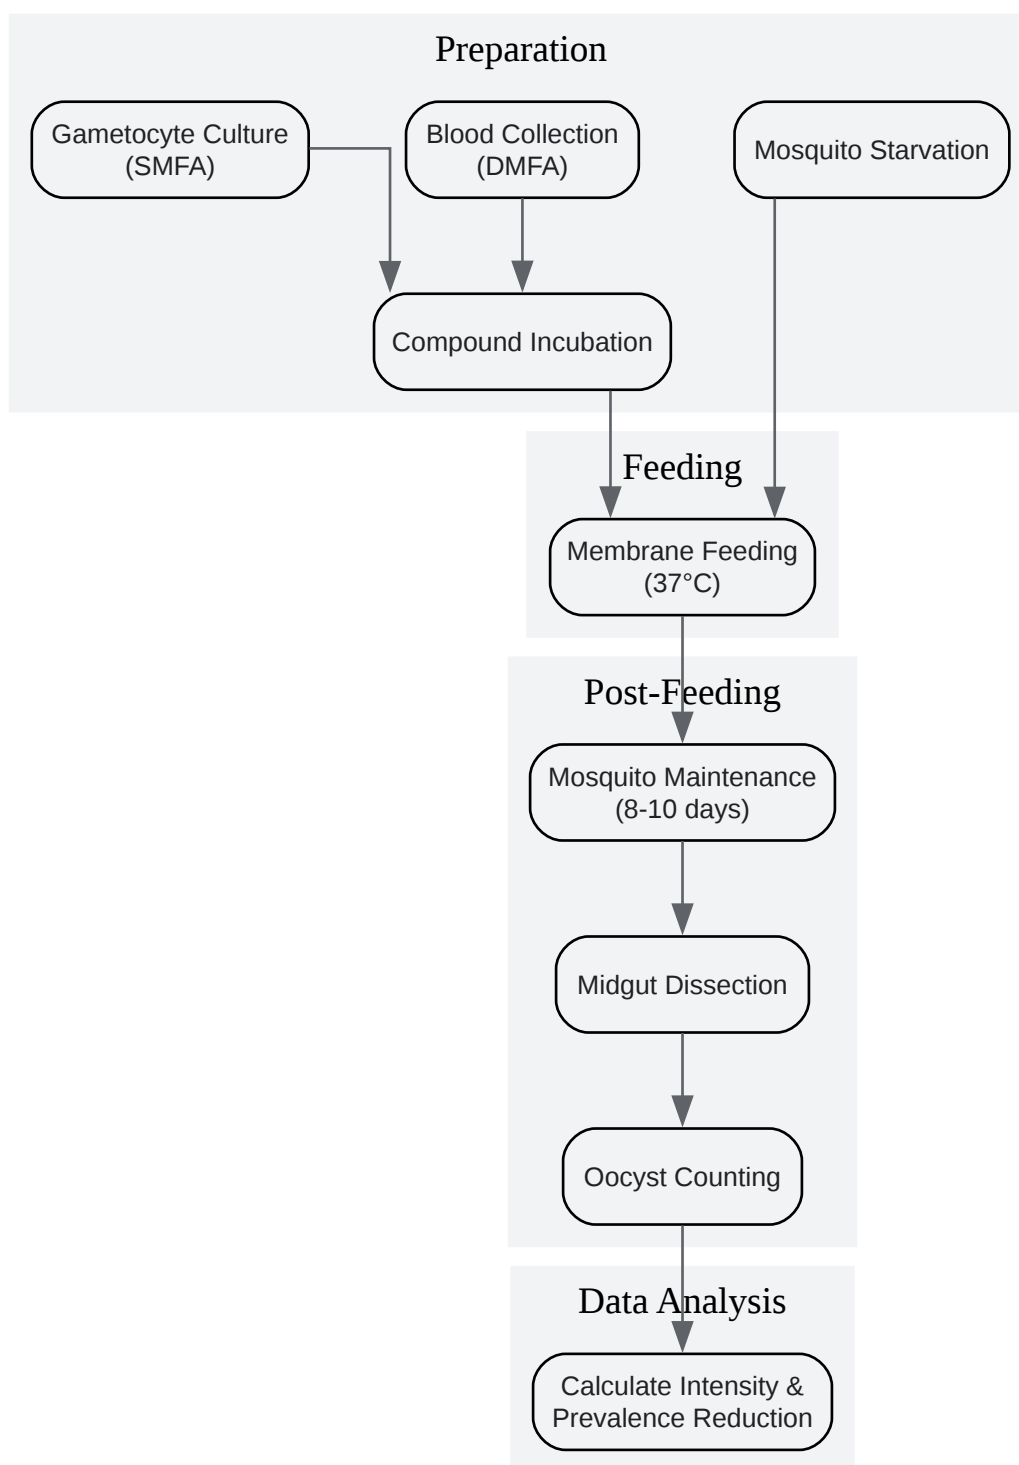 Preparation
Gametocyte Culture
(SMFA)
Blood Collection
(DMFA)
Mosquito Starvation
Compound Incubation
Feeding
Membrane Feeding
(37°C)
Post-Feeding
Mosquito Maintenance
(8-10 days)
Midgut Dissection
Oocyst Counting
Data Analysis
Calculate Intensity &
Prevalence Reduction